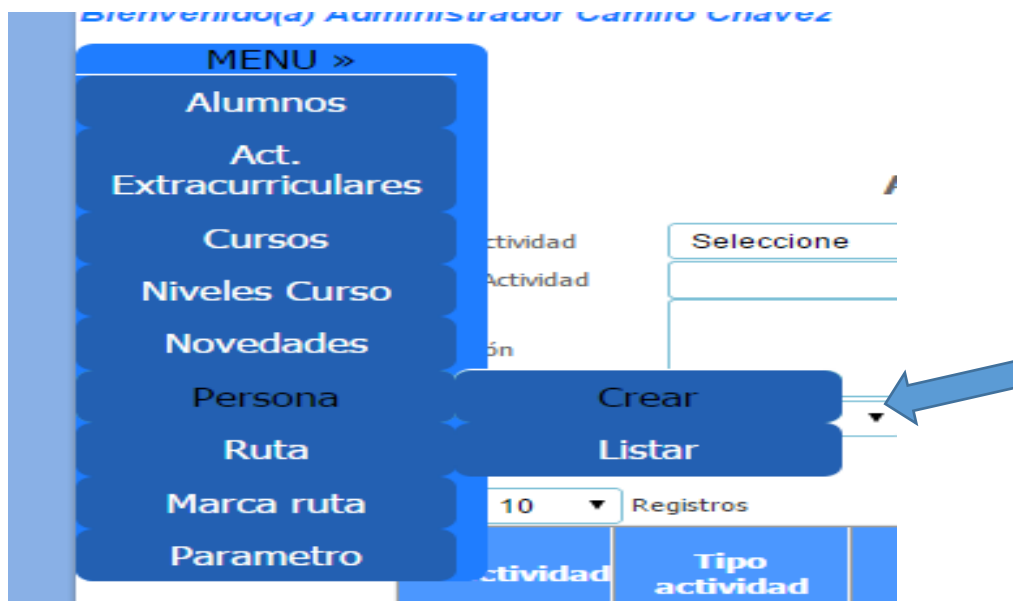 Bienvenido(a) Administrador Camilo Chavez
MENU »
Alumnos
Act.
Extracurriculares
Cursos
Niveles Curso
Novedades
Persona
Crear
Ruta
Listar
Marca ruta
Parametro
ctividad
Seleccione
Actividad
ón
10
Registros
ctividad
Tipo
actividad